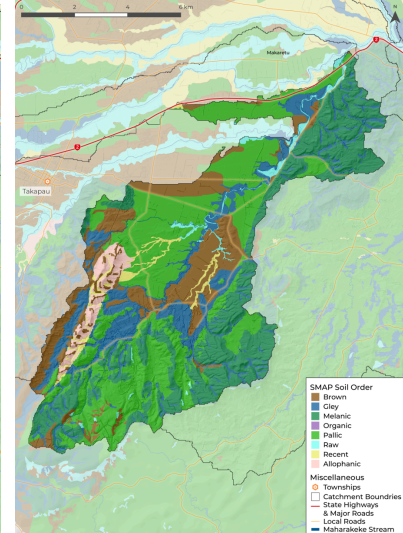 0 2 4 6 km
N
2
Makaretu
2
Takapau
SMAP Soil Order
Brown
Gley
Melanic
Organic
Pallic
Raw
Recent
Allophanic
Miscellaneous
Townships
Catchment Boundries
State Highways
& Major Roads
Local Roads
Maharakeke Stream